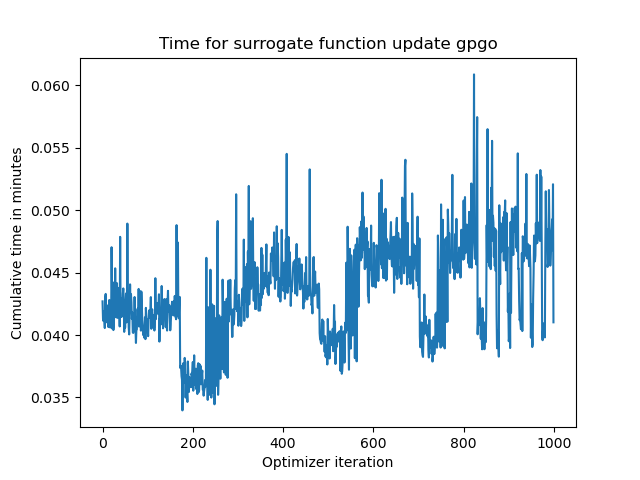 Time for surrogate function update gpgo
Cumulative time in minutes
0.060
0.055
0.050
0.045
0.040
0.035
0 200 400 600 800 1000
Optimizer iteration